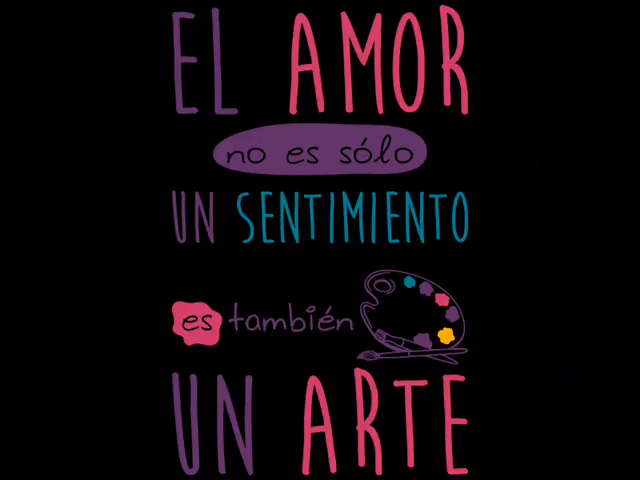 EL AMOR
no es sólo
UN SENTIMIENTO
es también
UN ARTE